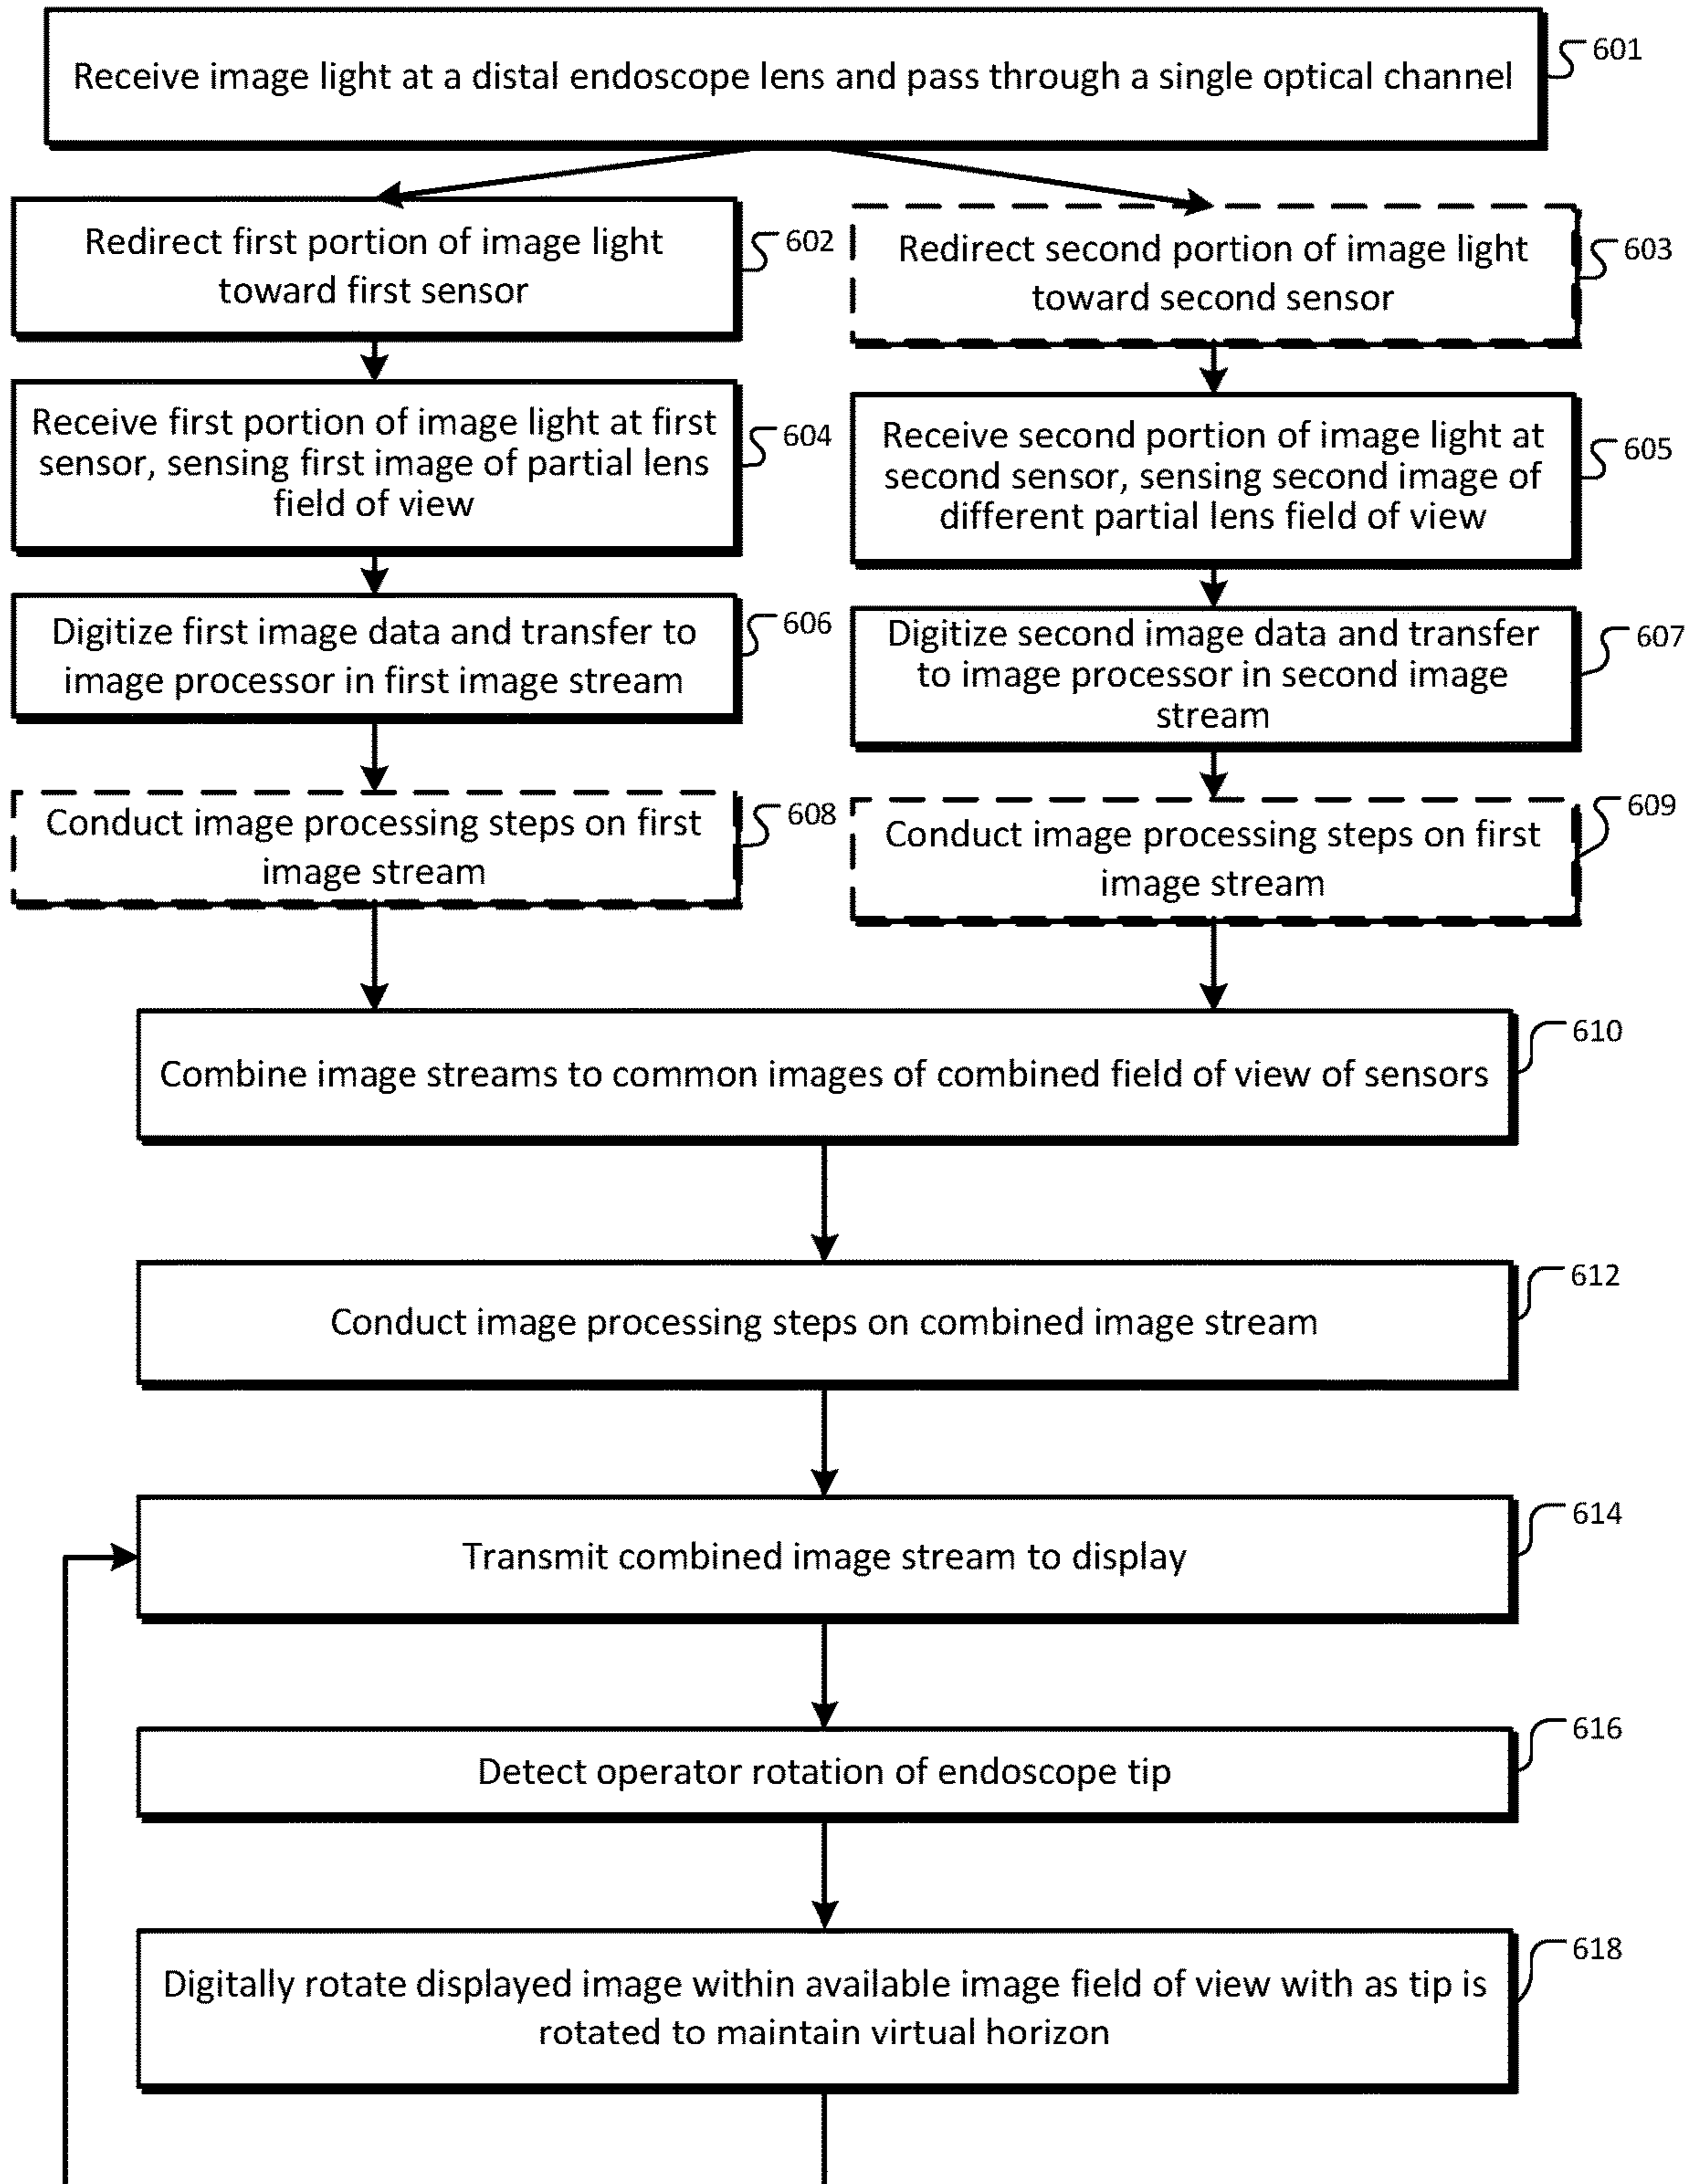 Receive image light at a distal endoscope lens and pass through a single optical channel
601
Redirect first portion of image light
toward first sensor
602
Redirect second portion of image light
toward second sensor
603
Receive first portion of image light at first
sensor, sensing first image of partial lens
field of view
604
Receive second portion of image light at
second sensor, sensing second image of
different partial lens field of view
605
Digitize first image data and transfer to
image processor in first image stream
606
Digitize second image data and transfer
to image processor in second image
stream
607
Conduct image processing steps on first
image stream
608
Conduct image processing steps on first
image stream
609
Combine image streams to common images of combined field of view of sensors
610
Conduct image processing steps on combined image stream
612
Transmit combined image stream to display
614
Detect operator rotation of endoscope tip
616
Digitally rotate displayed image within available image field of view with as tip is
rotated to maintain virtual horizon
618